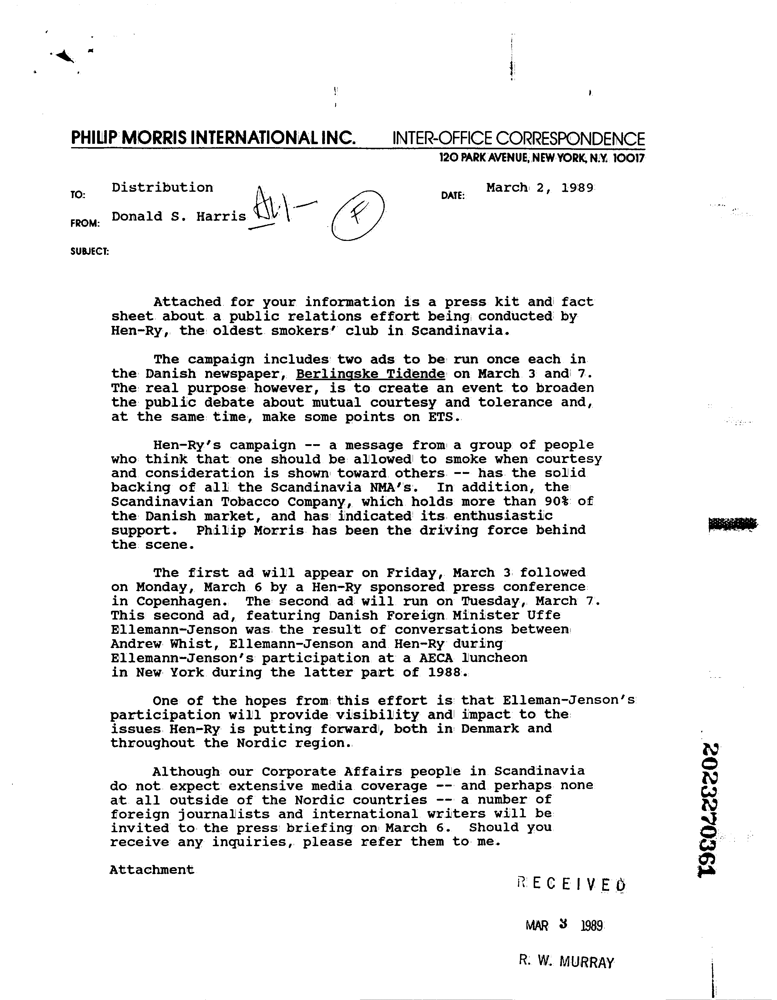 PHILIP MORRIS INTERNATIONAL INC. INTER-OFFICE CORRESPONDENCE
120 PARK AVENUE, NEW YORK, N.Y. 10017
TO: Distribution DATE: March 2, 1989
FROM: Donald S. Harris
F
SUBJECT:
Attached for your information is a press kit and fact
sheet about a public relations effort being conducted by
Hen-Ry, the oldest smokers' club in Scandinavia.
The campaign includes two ads to be run once each in
the Danish newspaper, Berlingske Tidende on March 3 and 7.
The real purpose however, is to create an event to broaden
the public debate about mutual courtesy and tolerance and,
at the same time, make some points on ETS.
Hen-Ry's campaign -- a message from a group of people
who think that one should be allowed to smoke when courtesy
and consideration is shown toward others -- has the solid
backing of all the Scandinavia NMA's. In addition, the
Scandinavian Tobacco Company, which holds more than 90% of
the Danish market, and has indicated its enthusiastic
support. Philip Morris has been the driving force behind
the scene.
The first ad will appear on Friday, March 3 followed
on Monday, March 6 by a Hen-Ry sponsored press conference
in Copenhagen. The second ad will run on Tuesday, March 7.
This second ad, featuring Danish Foreign Minister Uffe
Ellemann-Jenson was the result of conversations between
Andrew Whist, Ellemann-Jenson and Hen-Ry during
Ellemann-Jenson's participation at a AECA luncheon
in New York during the latter part of 1988.
One of the hopes from this effort is that Elleman-Jenson's
participation will provide visibility and impact to the
issues Hen-Ry is putting forward, both in Denmark and
throughout the Nordic region.
Although our Corporate Affairs people in Scandinavia
do not expect extensive media coverage -- and perhaps none
at all outside of the Nordic countries -- a number of
foreign journalists and international writers will be
invited to the press briefing on March 6. Should you
receive any inquiries, please refer them to me.
Attachment
RECEIVED
MAR 3 1989
R. W. MURRAY
2023270361